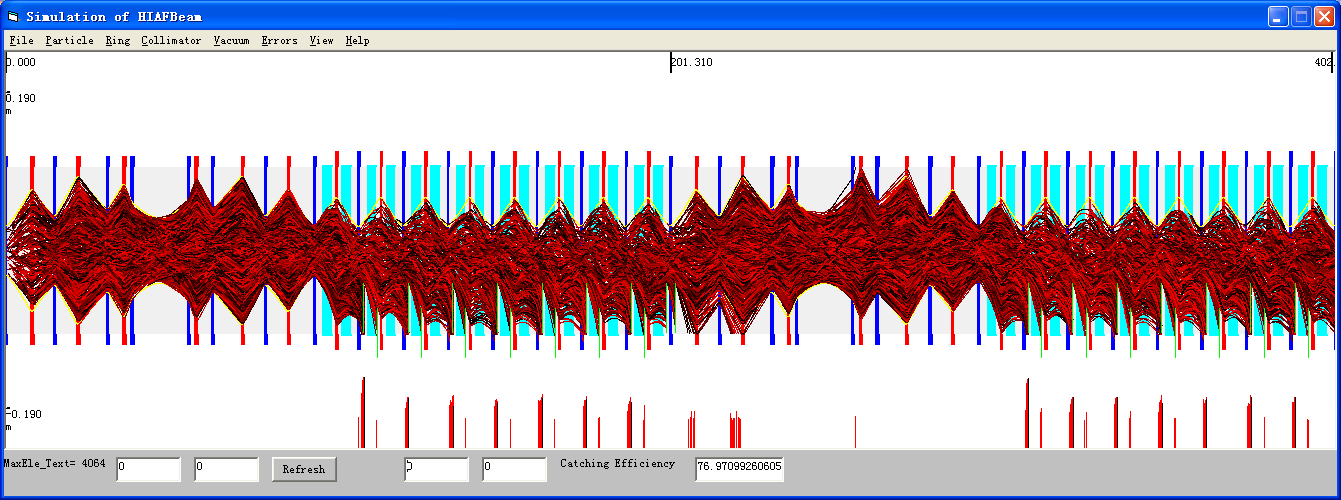 Simulation of HIAFBeam
File Particle Ring Collimator Vacuum Errors View Help
0.000 201.310 402.
0.190
m
-0.190
m
MaxEle_Text= 4064 0 0 Refresh 0 Catching Efficiency 76.97099260605